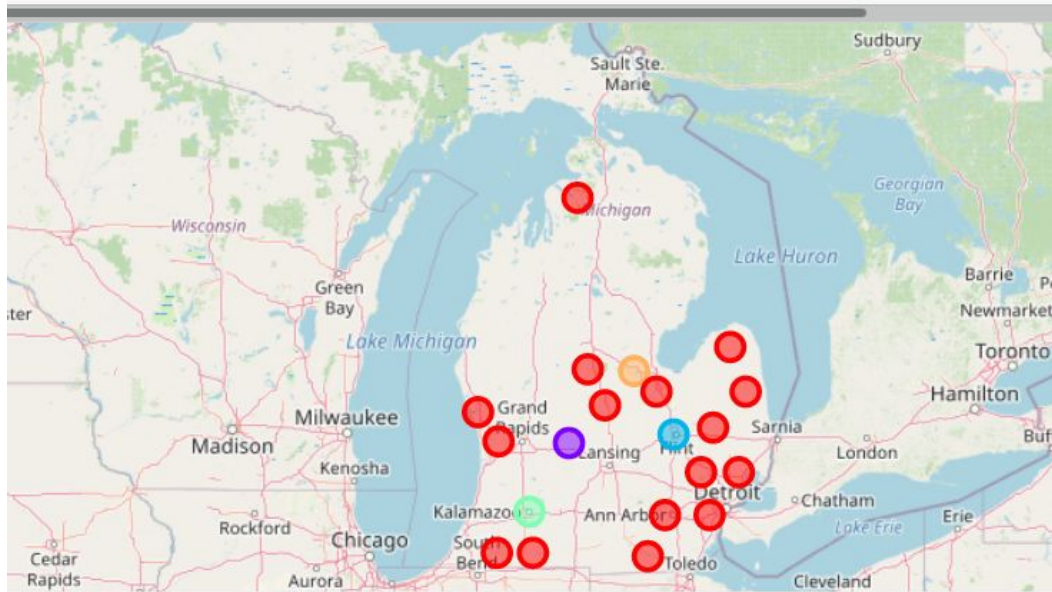 Sudbury
Sault Ste.
Marie
Georgian
Bay
Michigan
Wisconsin
Lake Huron
Barrie
Green
Bay
Newmarket
ster
Lake Michigan
Toronto
Hamilton
Grand
Rapids
Milwaukee
Sarnia
Madison
Lansing
Flint
London
Kenosha
Detroit
Chatham
Kalamazoo
Ann Arbor
Erie
Rockford
Lake Erie
Chicago
South
Bend
Cedar
Rapids
Toledo
Aurora
Cleveland